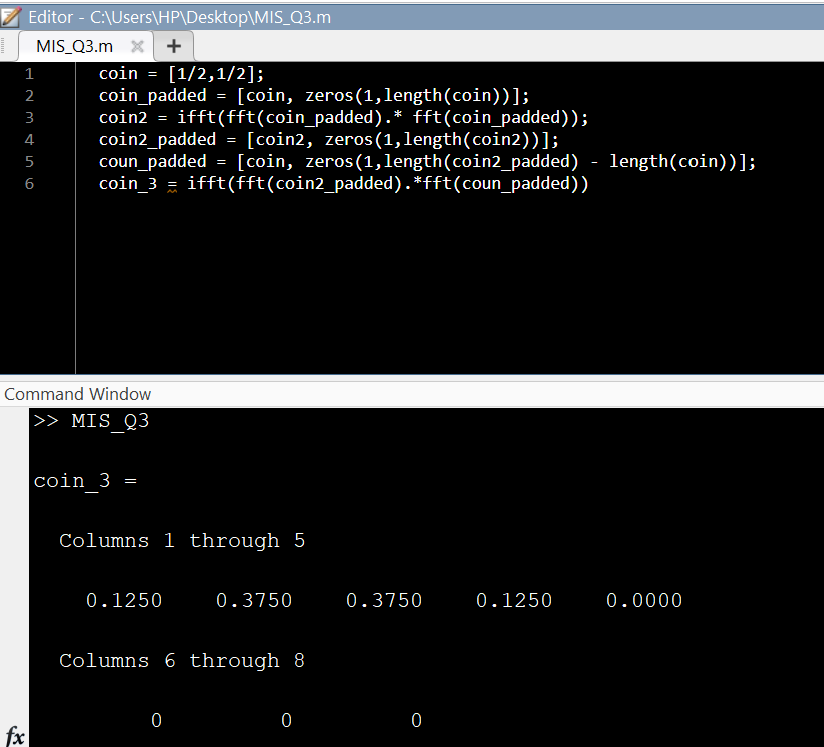 Editor - C:\Users\HP\Desktop\MIS_Q3.m
MIS_Q3.m × +
1 coin = [1/2,1/2];
2 coin_padded = [coin, zeros(1,length(coin))];
3 coin2 = ifft(fft(coin_padded).* fft(coin_padded));
4 coin2_padded = [coin2, zeros(1,length(coin2))];
5 coun_padded = [coin, zeros(1,length(coin2_padded) - length(coin))];
6 coin_3 = ifft(fft(coin2_padded).*fft(coun_padded))
Command Window
>> MIS_Q3
coin_3 =
Columns 1 through 5
0.1250 0.3750 0.3750 0.1250 0.0000
Columns 6 through 8
0 0 0
fx